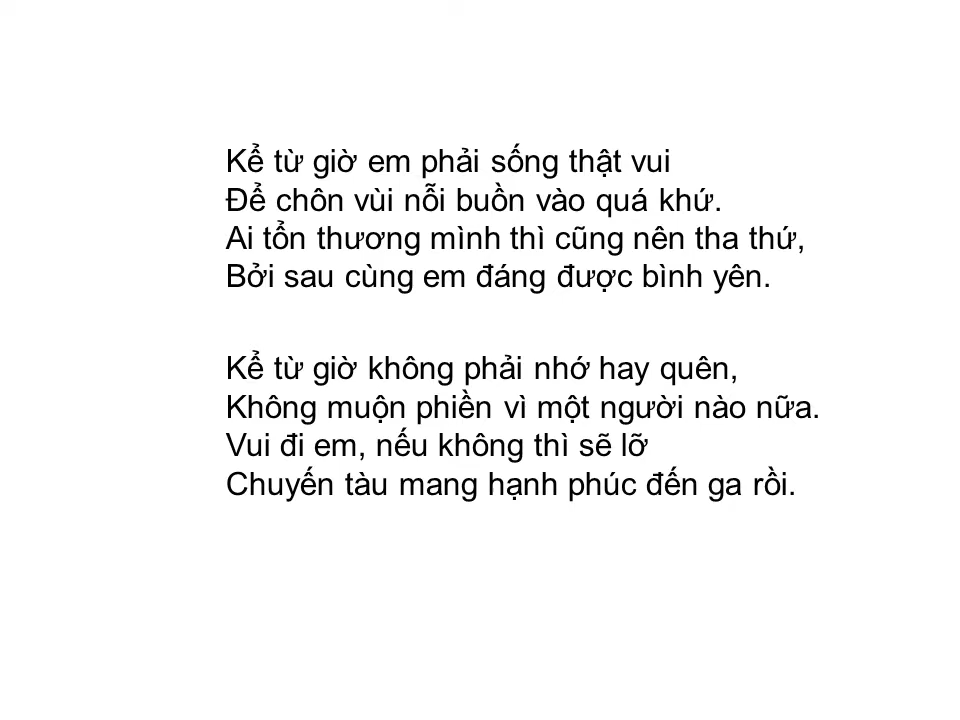 Kể từ giờ em phải sống thật vui
Để chôn vùi nỗi buồn vào quá khứ.
Ai tổn thương mình thì cũng nên tha thứ,
Bởi sau cùng em đáng được bình yên.
Kể từ giờ không phải nhớ hay quên,
Không muộn phiền vì một người nào nữa.
Vui đi em, nếu không thì sẽ lỡ
Chuyến tàu mang hạnh phúc đến ga rồi.